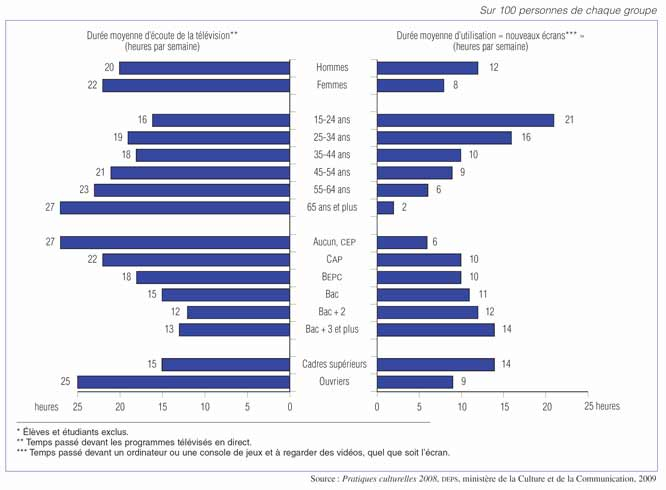 Sur 100 personnes de chaque groupe
Durée moyenne d'écoute de la télévision**
(heures par semaine)
Durée moyenne d'utilisation « nouveaux écrans*** »
(heures par semaine)
20 Hommes 12
22 Femmes 8
16 15-24 ans 21
19 25-34 ans 16
18 35-44 ans 10
21 45-54 ans 9
23 55-64 ans 6
27 65 ans et plus 2
27 Aucun, CEP 6
22 CAP 10
18 BEPC 10
15 Bac 11
12 Bac + 2 12
13 Bac + 3 et plus 14
15 Cadres supérieurs 14
25 Ouvriers 9
heures 25 20 15 10 5 0 0 5 10 15 20 25 heures
* Élèves et étudiants exclus.
** Temps passé devant les programmes télévisés en direct.
*** Temps passé devant un ordinateur ou une console de jeux et à regarder des vidéos, quel que soit l'écran.
Source : Pratiques culturelles 2008, DEPS, ministère de la Culture et de la Communication, 2009